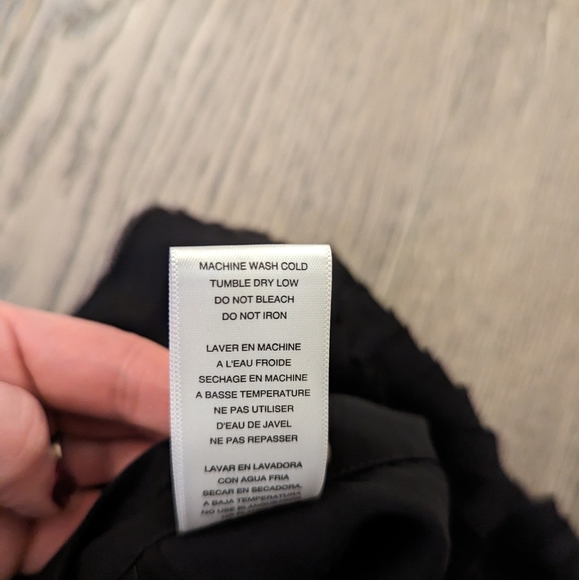 MACHINE WASH COLD
TUMBLE DRY LOW
DO NOT BLEACH
DO NOT IRON
LAVER EN MACHINE
A L'EAU FROIDE
SECHAGE EN MACHINE
A BASSE TEMPERATURE
NE PAS UTILISER
D'EAU DE JAVEL
NE PAS REPASSER
LAVAR EN LAVADORA
CON AGUA FRIA
SECAR EN SECADORA,
A BAJA TEMPERATURA
NO USE